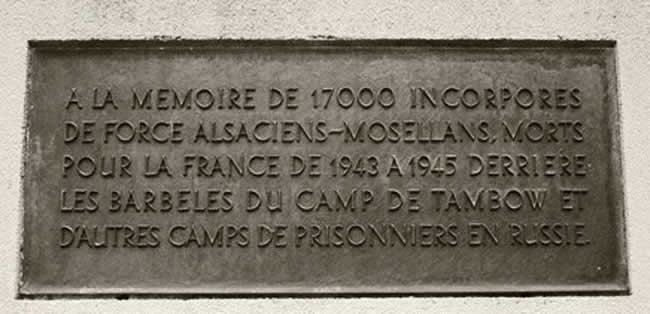 A LA MEMOIRE DE 17000 INCORPORES
DE FORCE ALSACIENS-MOSELLANS, MORTS
POUR LA FRANCE DE 1943 A 1945 DERRIERE
LES BARBELES DU CAMP DE TAMBOW ET
D'AUTRES CAMPS DE PRISONNIERS EN RUSSIE.